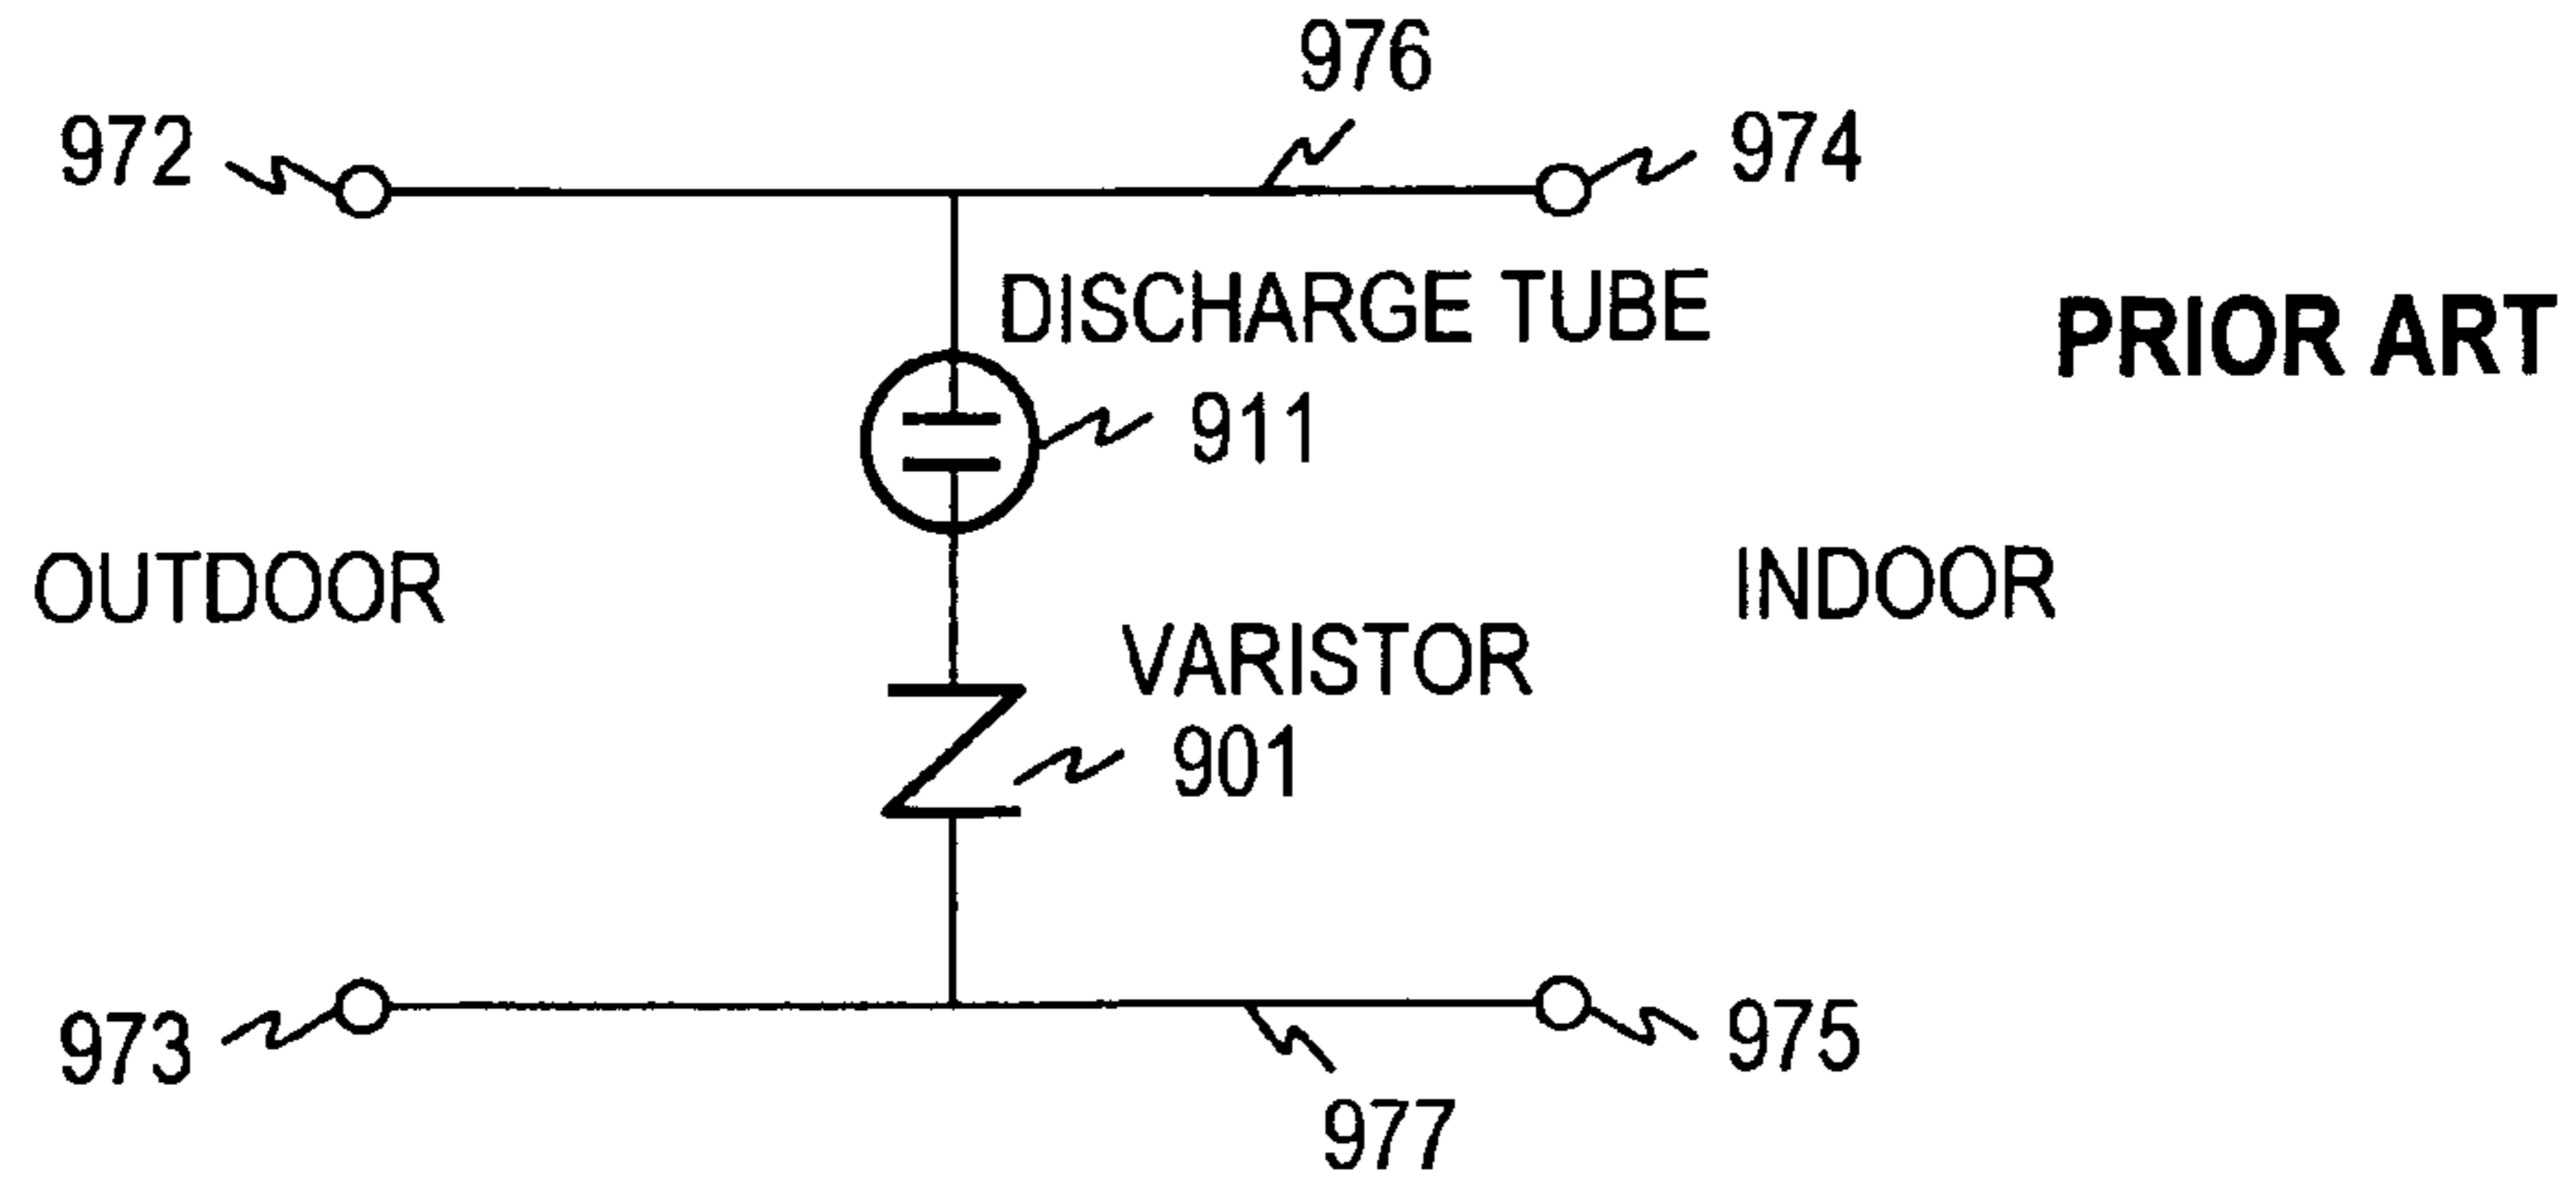 976
972
974
DISCHARGE TUBE
PRIOR ART
911
OUTDOOR
INDOOR
VARISTOR
901
973
975
977